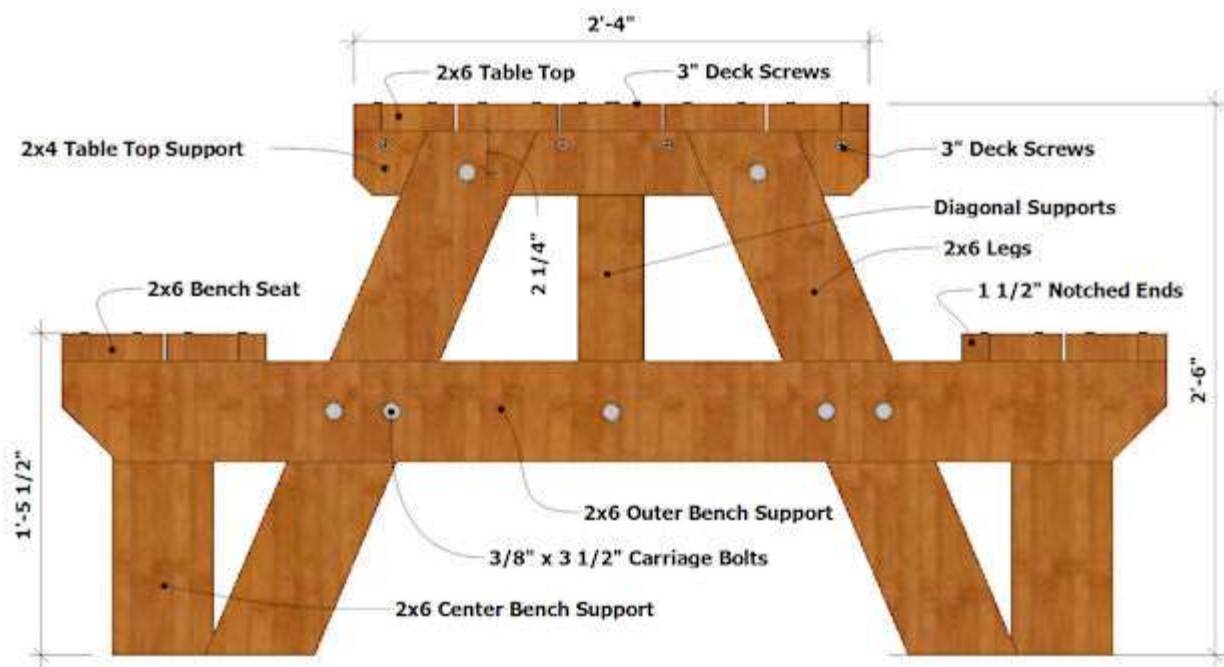 2'-4"
2x6 Table Top
3" Deck Screws
2x4 Table Top Support
3" Deck Screws
Diagonal Supports
2x6 Legs
2 1/4"
2x6 Bench Seat
1 1/2" Notched Ends
2'-6"
1'-5 1/2"
2x6 Outer Bench Support
3/8" x 3 1/2" Carriage Bolts
2x6 Center Bench Support